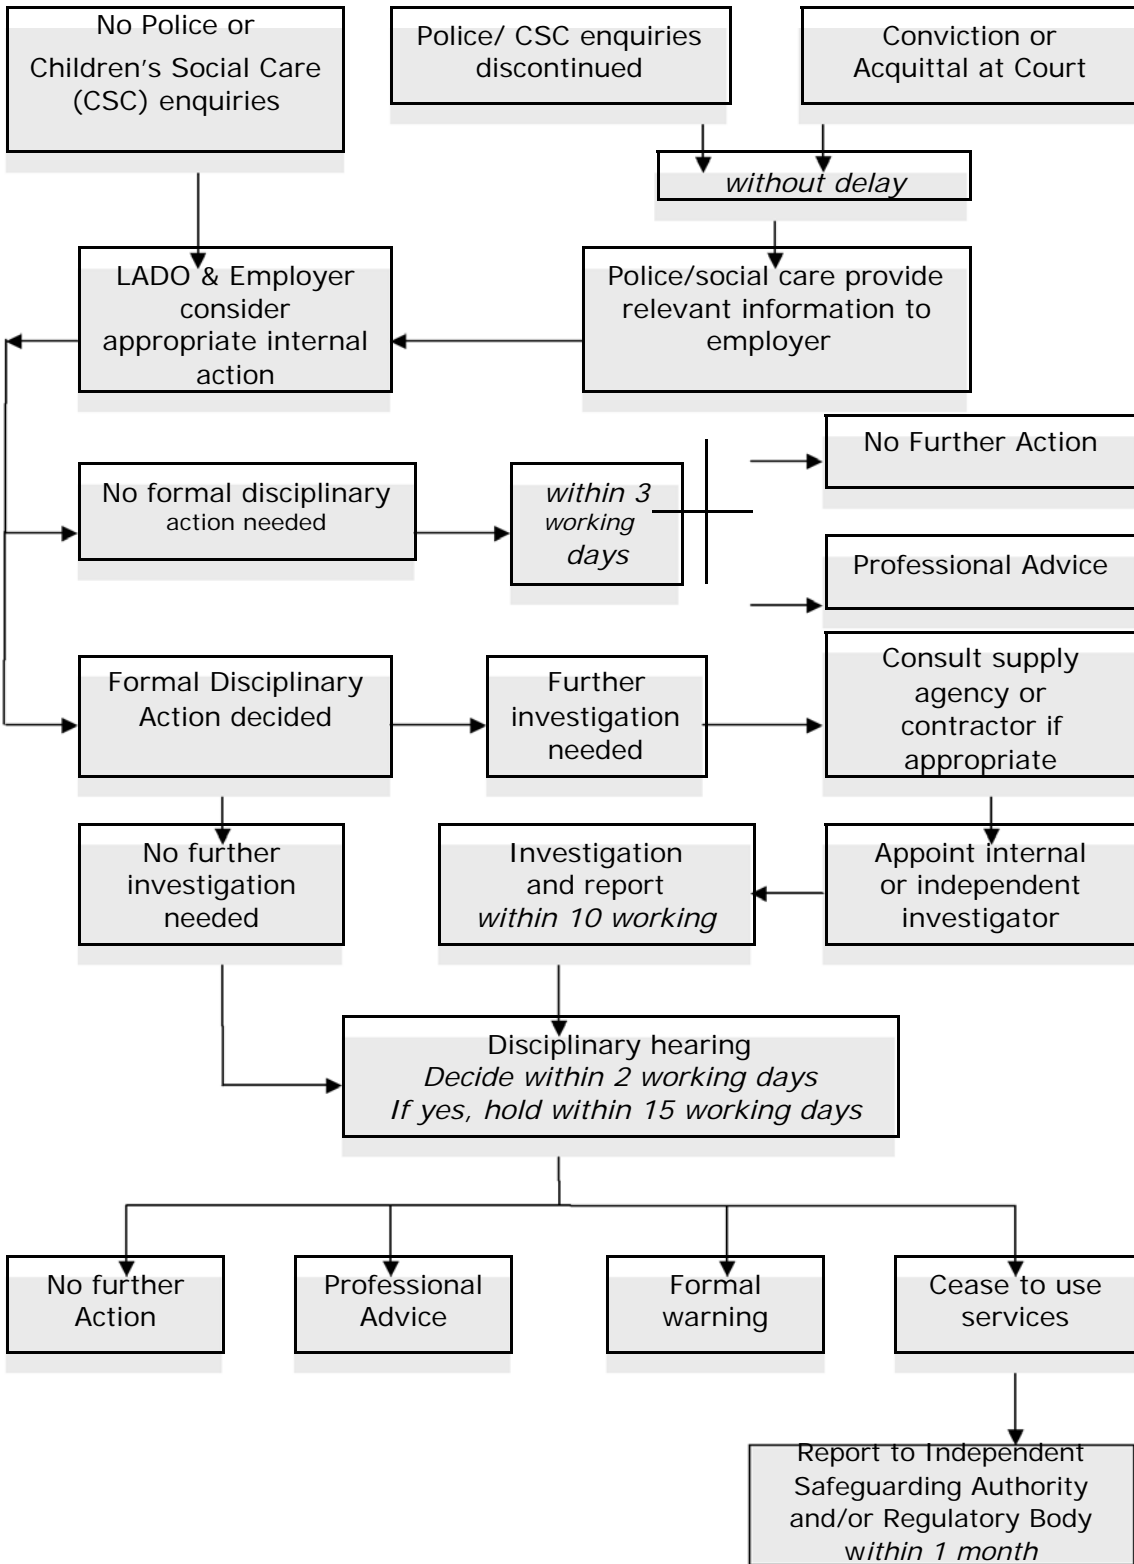 No Police or
Children's Social Care
(CSC) enquiries
Police/ CSC enquiries
discontinued
Conviction or
Acquittal at Court
without delay
LADO & Employer
consider
appropriate internal
action
Police/social care provide
relevant information to
employer
No Further Action
No formal disciplinary
action needed
within 3
working
days
Professional Advice
Formal Disciplinary
Action decided
Further
investigation
needed
Consult supply
agency or
contractor if
appropriate
No further
investigation
needed
Investigation
and report
within 10 working
Appoint internal
or independent
investigator
Disciplinary hearing
Decide within 2 working days
If yes, hold within 15 working days
No further
Action
Professional
Advice
Formal
warning
Cease to use
services
Report to Independent
Safeguarding Authority
and/or Regulatory Body
within 1 month